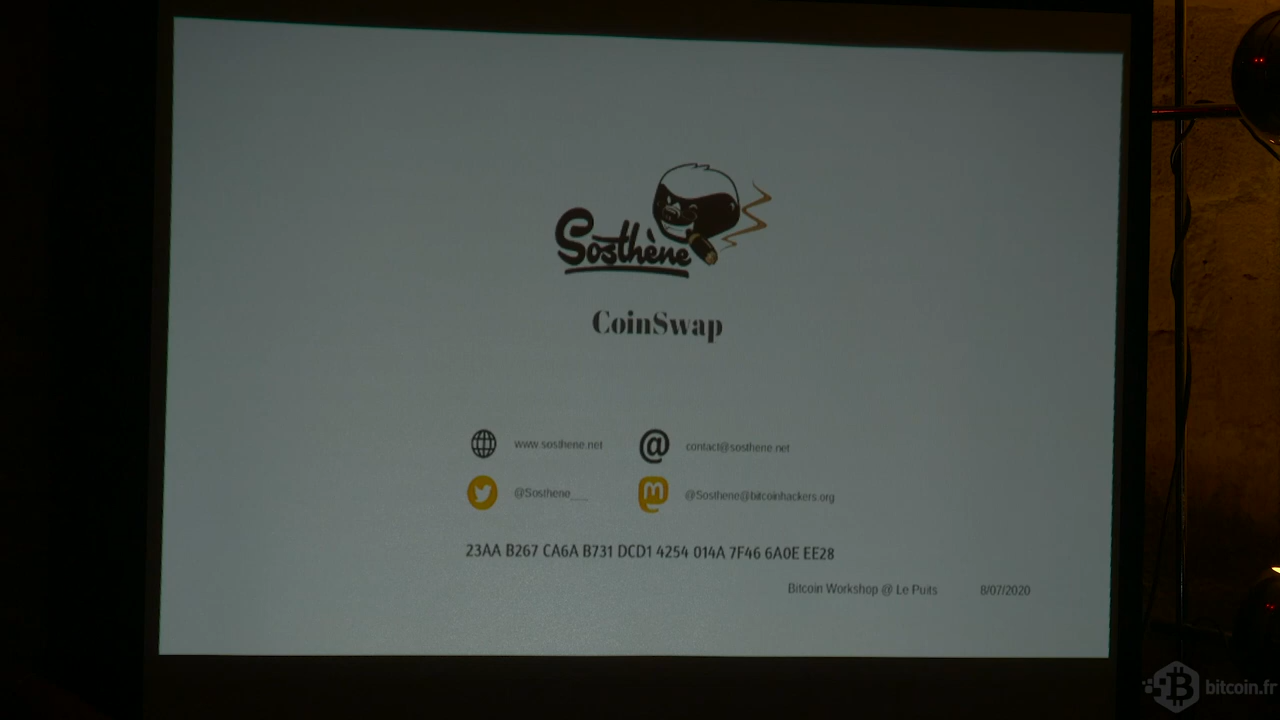 Sosthène
CoinSwap
www.sosthene.net
contact@sosthene.net
@Sosthene___
@Sosthene@bitcoinhackers.org
23AA B267 CA6A B731 DCD1 4254 014A 7F46 6A0E EE28
Bitcoin Workshop @ Le Puits 8/07/2020
bitcoin.fr